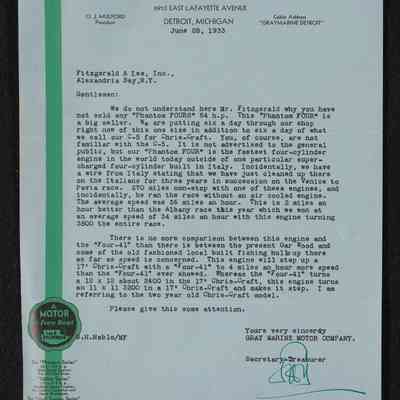 6910 EAST LAFAYETTE AVENUE
O. J. MULFORD
President
DETROIT, MICHIGAN
Cable Address
"GRAYMARINE DETROIT"
June 28, 1933
Fitzgerald & Lee, Inc.,
Alexandria Bay, N.Y.
Gentlemen:
We do not understand here Mr. Fitzgerald why you have
not sold any "Phantom FOURS" 54 h.p. This "Phantom FOUR" is
a big seller. We are putting six a day through our shop
right now of this one size in addition to six a day of what
we call our C-5 for Chris Craft. You, of course, are not
familiar with the C-5. It is not advertised to the general
public, but our "Phantom FOUR" is the fastest four-cylinder
engine in the world today outside of one particular super-
charged four-cylinder built in Italy. Incidentally, we have
a wire from Italy stating that we have just cleaned up there
on the Italians for three years in succession on the Venice to
Pavia race. 270 miles non-stop with one of these engines, and
incidentally, he ran the race without an air cooled engine.
The average speed was 36 miles an hour. This is 2 miles an
hour better than the Albany race this year which we won at
an average speed of 34 miles an hour with this engine turning
3800 the entire race.
There is no more comparison between this engine and
the "Four-41" than there is between the present Gar Wood and
some of the old fashioned local built fishing
so far as speed is concerned. This engine will step up a
17' Chris-Craft with a "Four-41" to 4 miles an hour more speed
than the "Four-41" ever showed. Whereas the "Four-41" turns
a 10 x 10 about 2400 in the Chris-Craft, this engine turns
an 11 x 11 3200 in a 17' Chris-Craft and makes it step. I am
referring to the two year old Chris-Craft model.
Please give this some attention.
Yours very sincerely
GRAY MARINE MOTOR COMPANY.
Secretary-Treasurer
A
MOTOR
for Every Boat